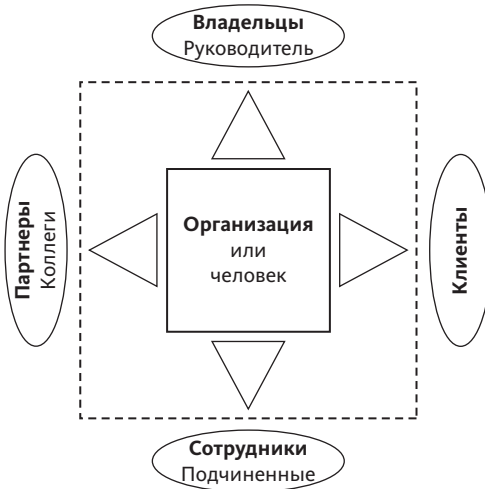 Владельцы
Руководитель
Партнеры
Коллеги
Организация
или
человек
Клиенты
Сотрудники
Подчиненные